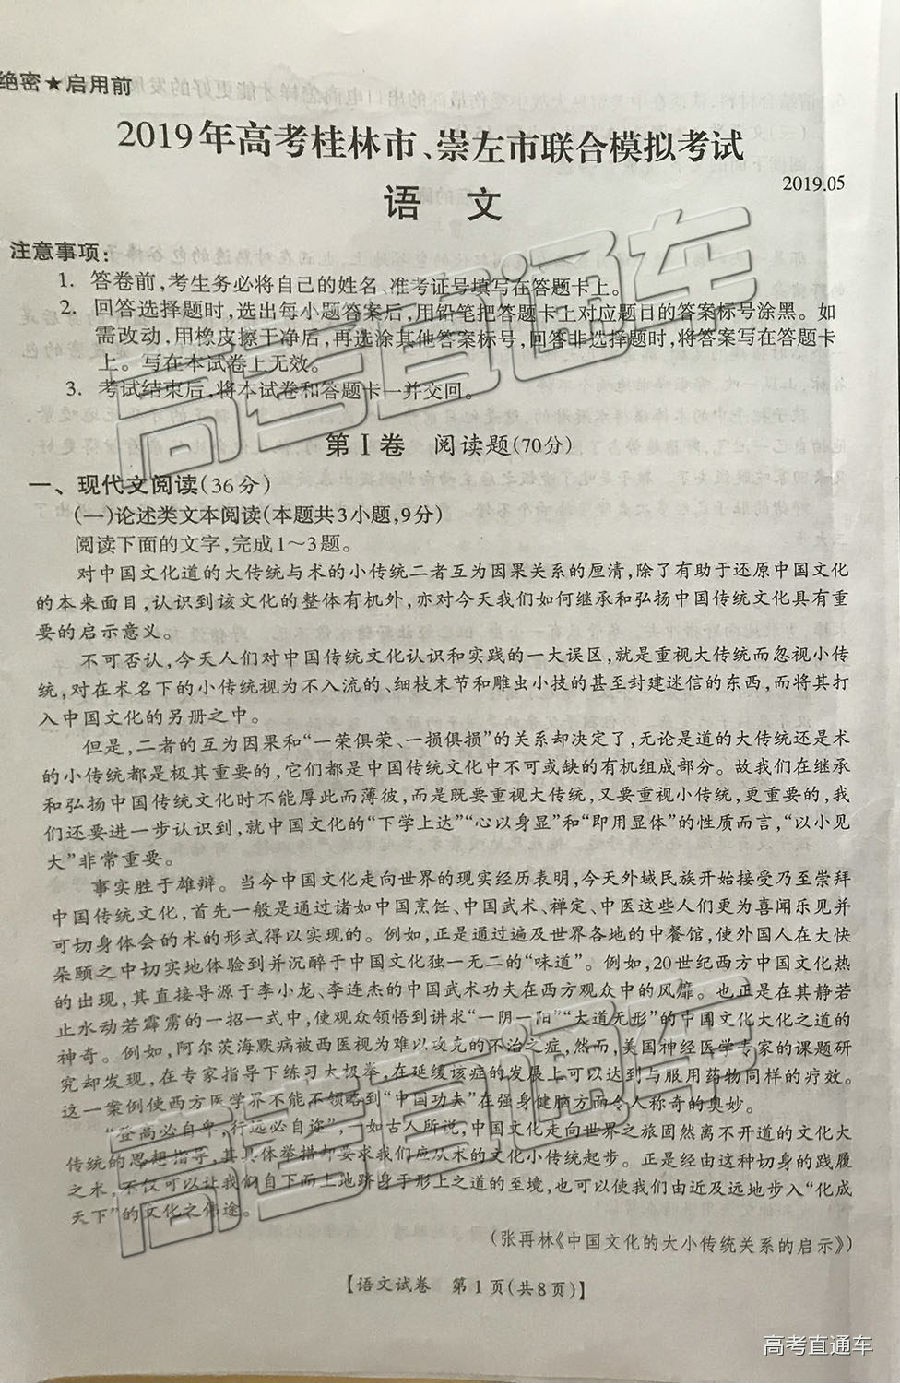 绝密★启用前
2019年高考桂林市、崇左市联合模拟考试
2019.05
语 文
注意事项:
1. 答卷前,考生务必将自己的姓名、准考证号填写在答题卡上。
2. 回答选择题时,选出每小题答案后,用铅笔把答题卡上对应题目的答案标号涂黑。如
需改动,用橡皮擦干净后,再选涂其他答案标号,回答非选择题时,将答案写在答题卡
上。写在本试卷上无效。
3. 考试结束后,将本试卷和答题卡一并交回。
第Ⅰ卷 阅读题(70分)
一、现代文阅读(36分)
(一)论述类文本阅读(本题共3小题,9分)
阅读下面的文字,完成1～3题。
对中国文化道的大传统与术的小传统二者互为因果关系的厘清,除了有助于还原中国文化
的本来面目,认识到该文化的整体有机外,亦对今天我们如何继承和弘扬中国传统文化具有重
要的启示意义。
不可否认,今天人们对中国传统文化认识和实践的一大误区,就是重视大传统而忽视小传
统,对在术名下的小传统视为不入流的、细枝末节和雕虫小技的甚至封建迷信的东西,而将其打
入中国文化的另册之中。
但是,二者的互为因果和“一荣俱荣、一损俱损”的关系却决定了,无论是道的大传统还是术
的小传统都是极其重要的,它们都是中国传统文化中不可或缺的有机组成部分。故我们在继承
和弘扬中国传统文化时不能厚此而薄彼,而是既要重视大传统,又要重视小传统,更重要的,我
们还要进一步认识到,就中国文化的“下学上达”“心以身显”和“即用显体”的性质而言,“以小见
大”非常重要。
事实胜于雄辩。当今中国文化走向世界的现实经历表明,今天外域民族开始接受乃至崇拜
中国传统文化,首先一般是通过诸如中国烹饪、中国武术、禅定、中医这些人们更为喜闻乐见并
可切身体会的术的形式得以实现的。例如,正是通过遍及世界各地的中餐馆,使外国人在大快
朵颐之中切实地体验到并沉醉于中国文化独一无二的“味道”。例如,20世纪西方中国文化热
的出现,其直接导源于李小龙、李连杰的中国武术功夫在西方观众中的风靡。也正是在其静若
止水动若霹雳的一招一式中,使观众领悟到讲求“一阴一阳”“大道无形”的中国文化大化之道的
神奇。例如,阿尔茨海默病被西医视为难以攻克的不治之症,然而,美国神经医学专家的课题研
究却发现,在专家指导下练习太极拳,在延缓该症的发展上可以达到与服用药物同样的疗效。
这一案例使西方医学界不能不领略到“中国功夫”在强身健脑方面令人称奇的奥妙。
“登高必自卑,行远必自迩”,一如古人所说,中国文化走向世界之旅固然离不开道的文化大
传统的思想指导,其具体举措却要求我们应从术的文化小传统起步。正是经由这种切身的践履
之术,不仅可以让我们自下而上地跻身于形上之道的至境,也可以使我们由近及远地步入“化成
天下”的文化之伟途。
(张再林《中国文化的大小传统关系的启示》)
【语文试卷 第1页(共8页)】
高考直通车
高考直通车
高考直通车